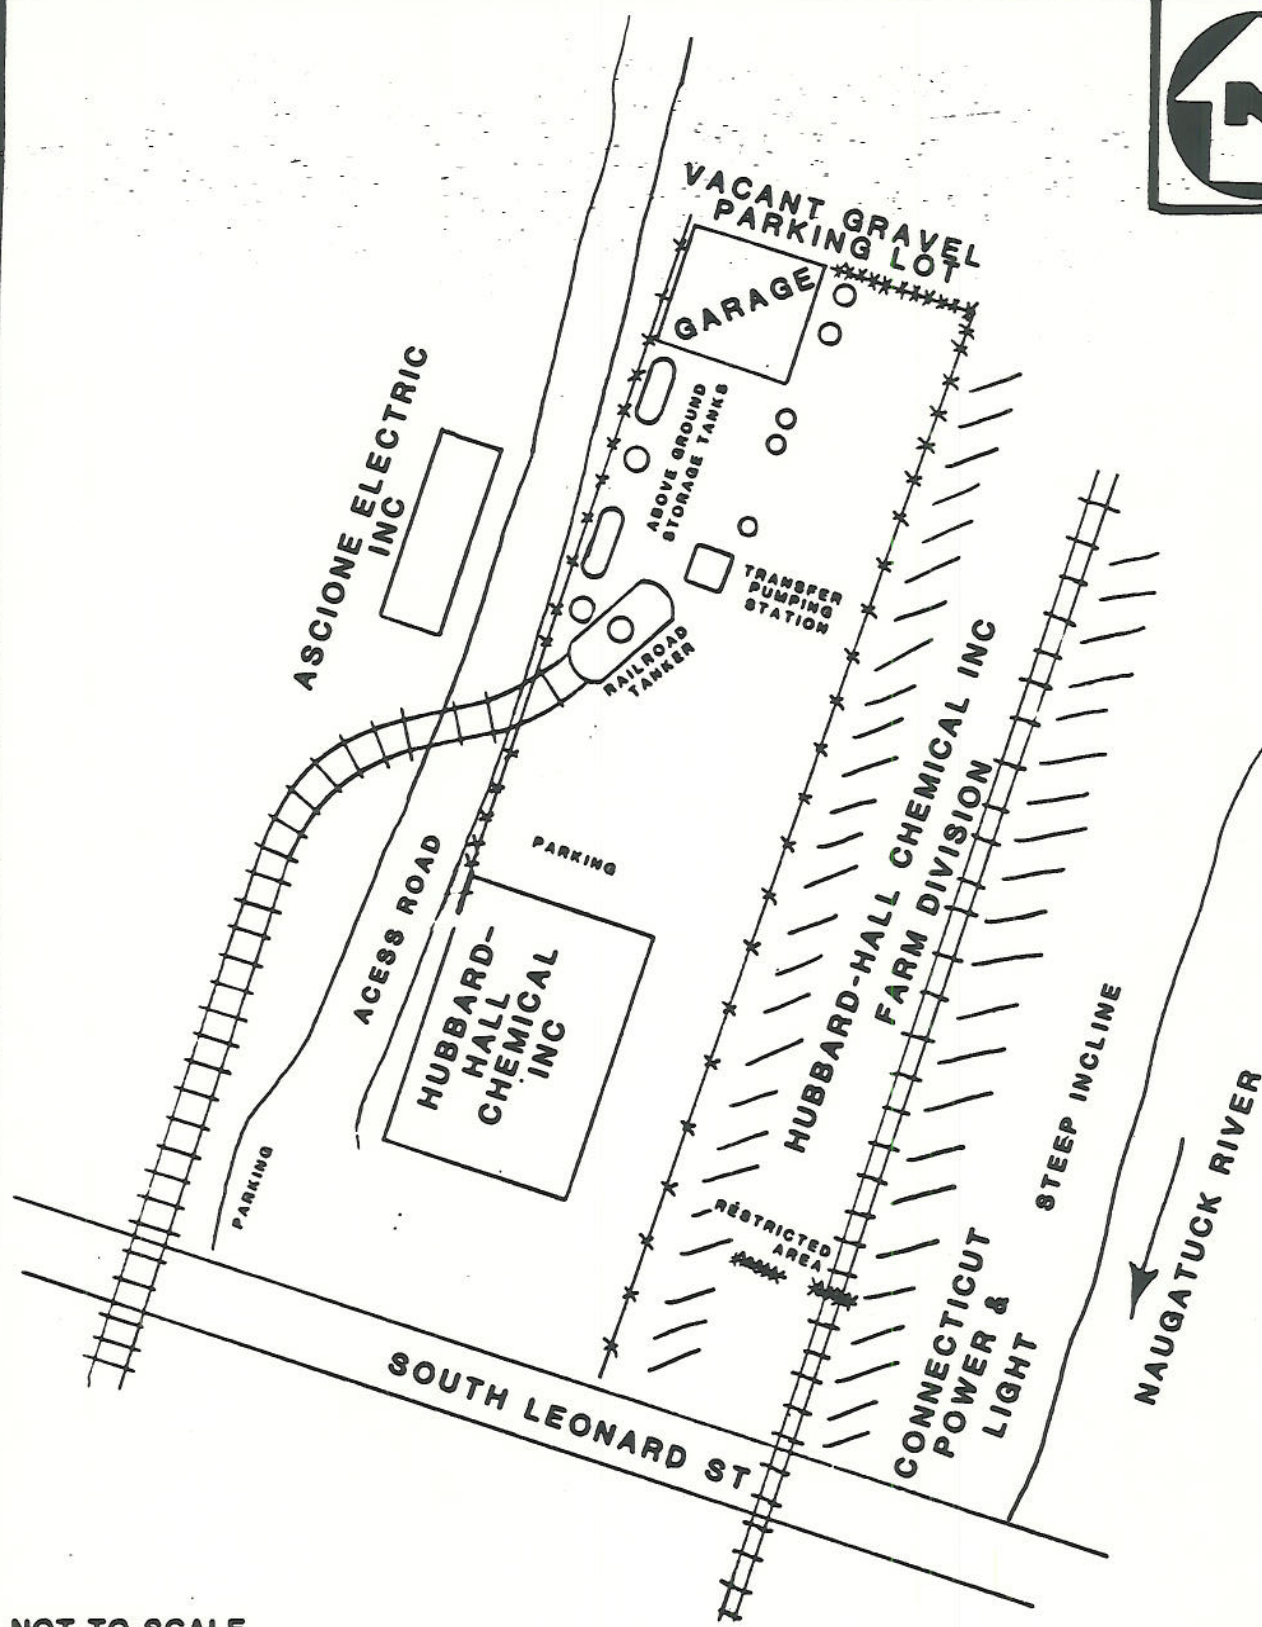 N
VACANT GRAVEL
PARKING LOT
GARAGE
ABOVE GROUND
STORAGE TANKS
ASCIONE ELECTRIC
INC
TRANSFER
PUMPING
STATION
RAILROAD
TANKER
PARKING
ACESS ROAD
HUBBARD-
HALL
CHEMICAL
INC
HUBBARD-HALL CHEMICAL INC
FARM DIVISION
STEEP INCLINE
NAUGATUCK RIVER
PARKING
RESTRICTED
AREA
CONNECTICUT
POWER &
LIGHT
SOUTH LEONARD ST
NOT TO SCALE